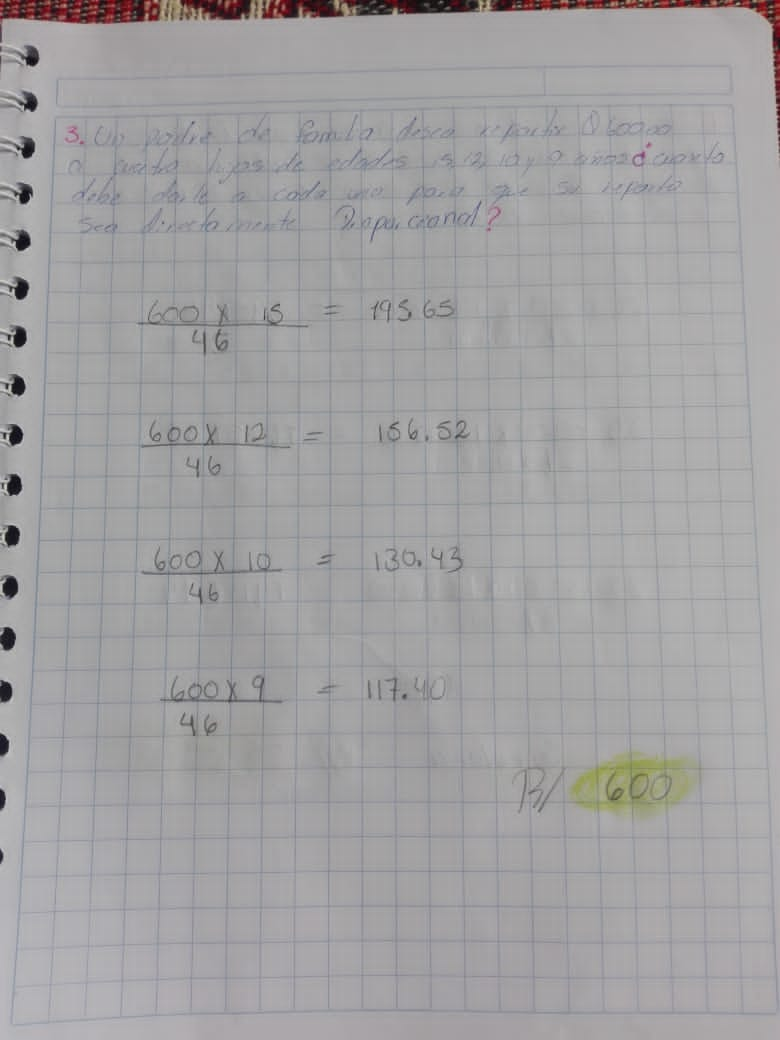 3. Un padre de familia desea repartir Q600.00
a cuatro hijos de edades 15, 12, 10 y 9 años ¿cuanto
debe darle a cada uno para que su reparto
sea directamente Proporcional?
600 x 15 = 195.65
46
600 x 12 = 156.52
46
600 x 10 = 130.43
46
600 x 9 = 117.40
46
R/ 600